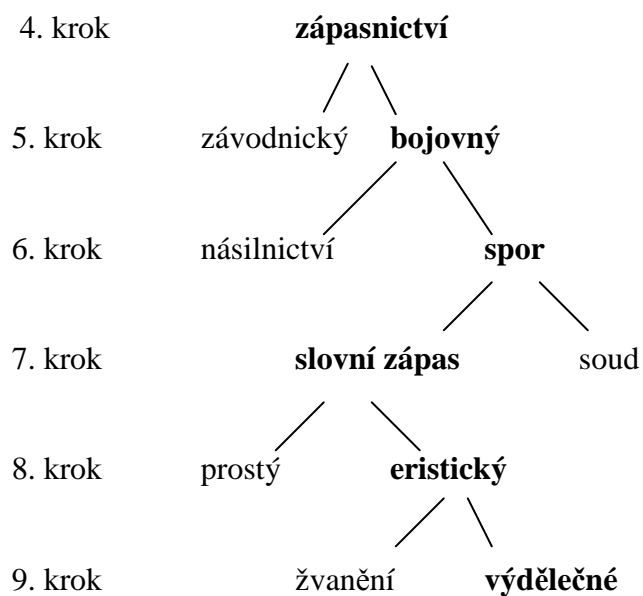 4. krok zápasnictví
5. krok závodnický bojovný
6. krok násilnictví spor
7. krok slovní zápas soud
8. krok prostý eristický
9. krok žvanění výdělečné